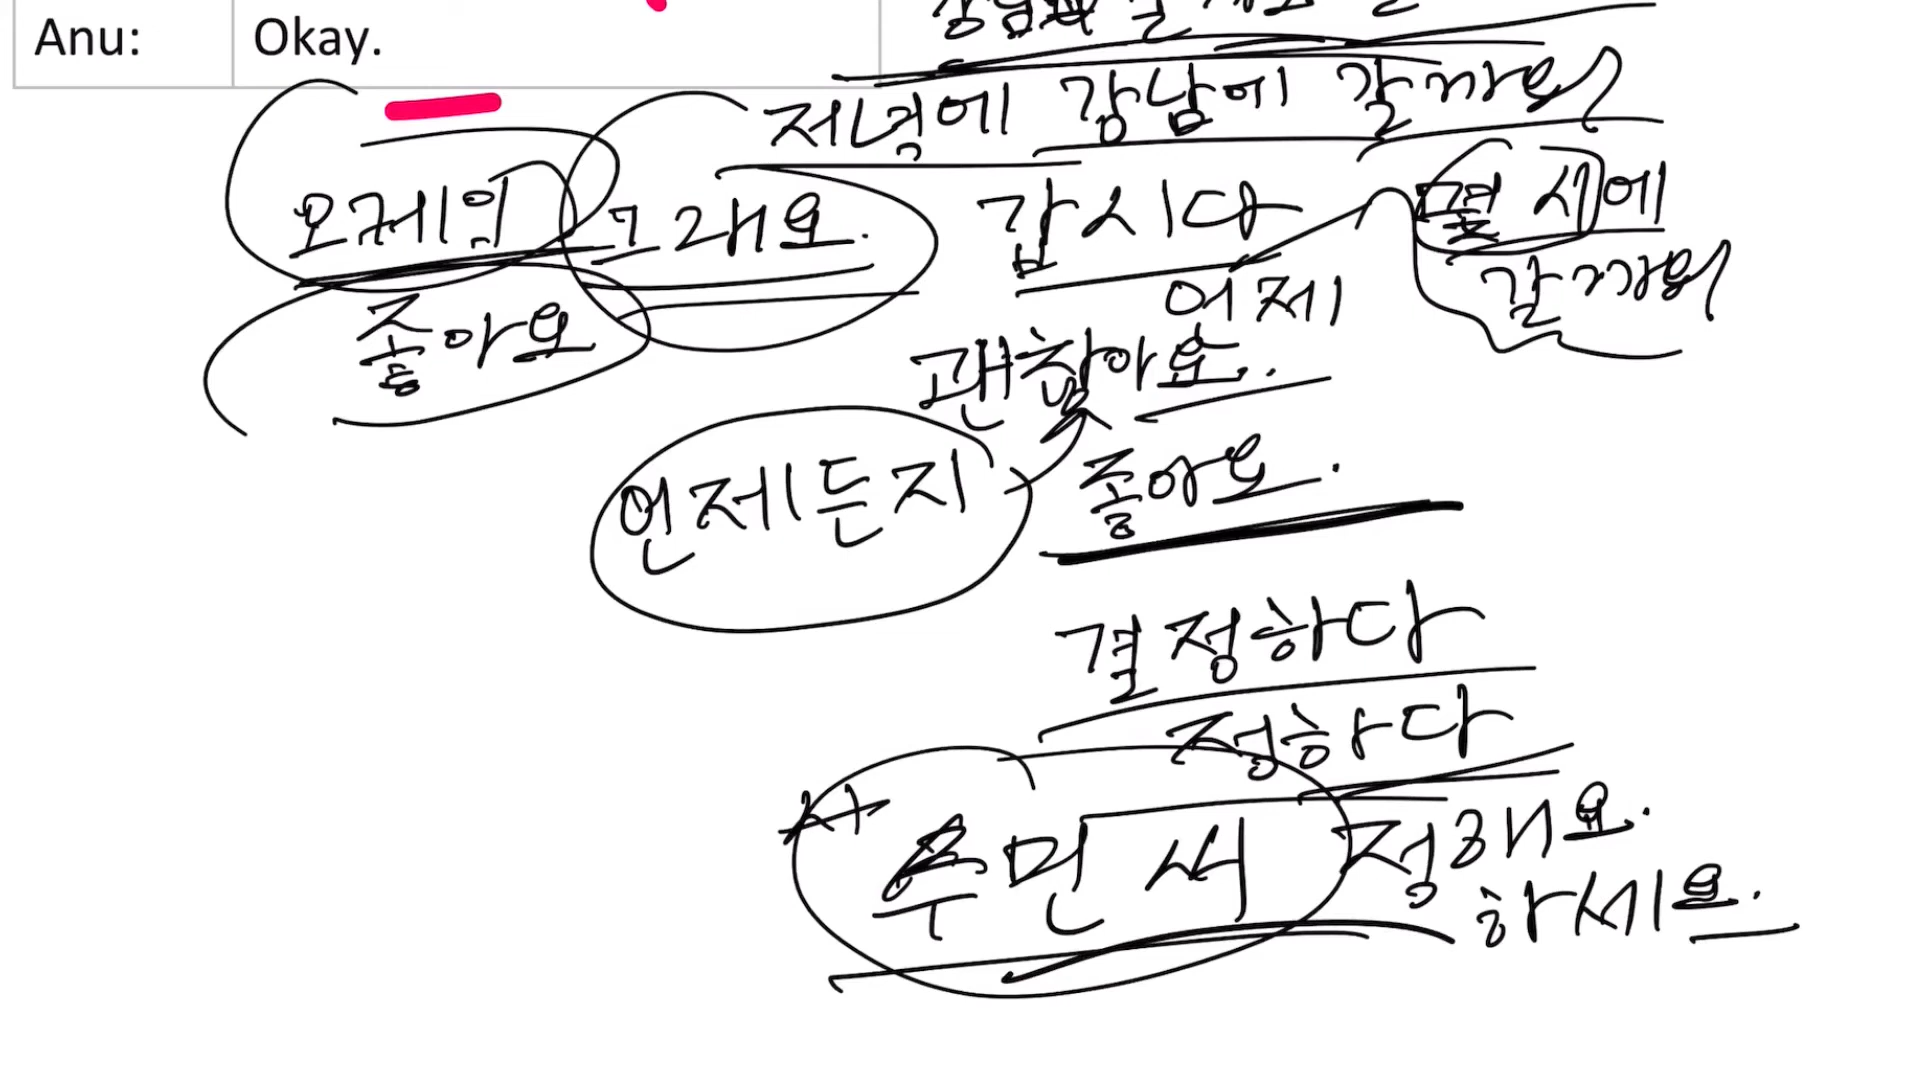 Anu: Okay.
저녁에 강남에 갈까요
오케이 그래요. 갑시다 몇 시에
갈까요
어제
좋아요 괜찮아요.
언제든지 좋아요.
결정하다
정하다
수민 씨 정해요.
하세요.